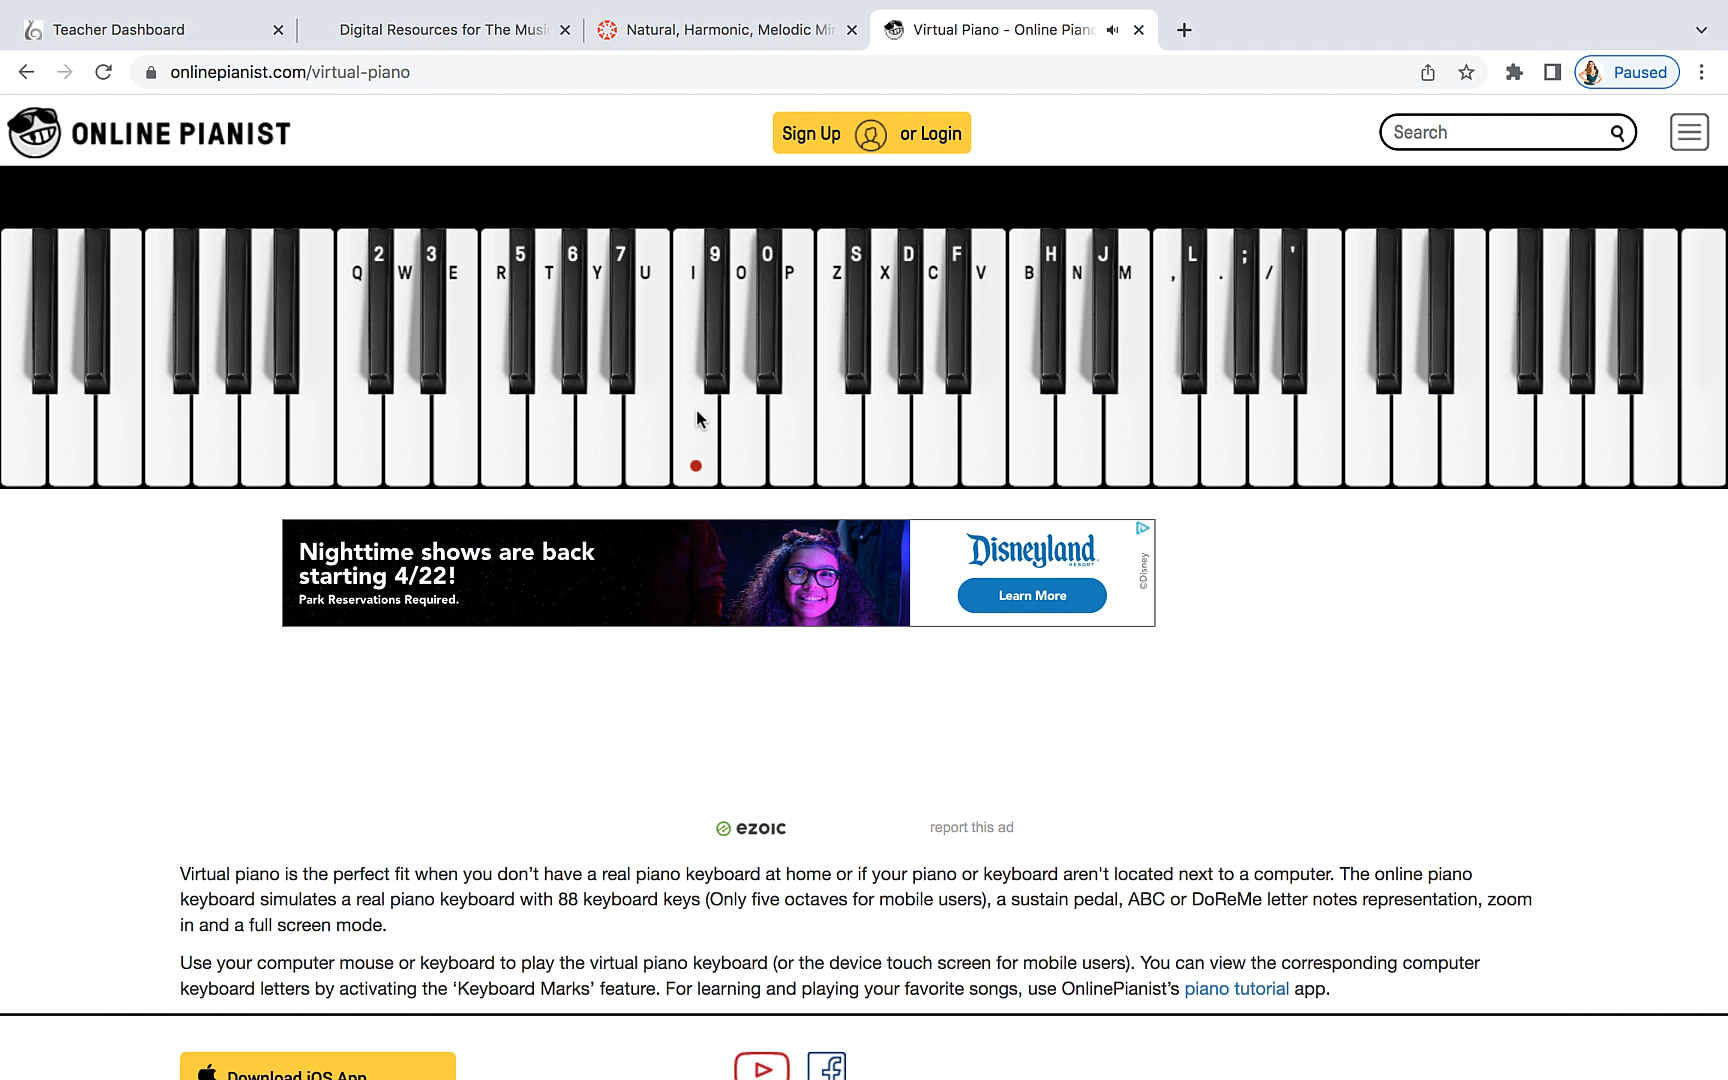 Teacher Dashboard
Digital Resources for The Musi
Natural, Harmonic, Melodic Mi
Virtual Piano - Online Piano
onlinepianist.com/virtual-piano
Paused
ONLINE PIANIST
Sign Up or Login
Search
2 3 5 6 7 9 0 S D F H J L ; '
Q W E R T Y U I O P Z X C V B N M , . /
Nighttime shows are back
starting 4/22!
Park Reservations Required.
Disneyland
RESORT
Learn More
©Disney
ezoic
report this ad
Virtual piano is the perfect fit when you don’t have a real piano keyboard at home or if your piano or keyboard aren't located next to a computer. The online piano
keyboard simulates a real piano keyboard with 88 keyboard keys (Only five octaves for mobile users), a sustain pedal, ABC or DoReMe letter notes representation, zoom
in and a full screen mode.
Use your computer mouse or keyboard to play the virtual piano keyboard (or the device touch screen for mobile users). You can view the corresponding computer
keyboard letters by activating the ‘Keyboard Marks’ feature. For learning and playing your favorite songs, use OnlinePianist’s piano tutorial app.
Download iOS App